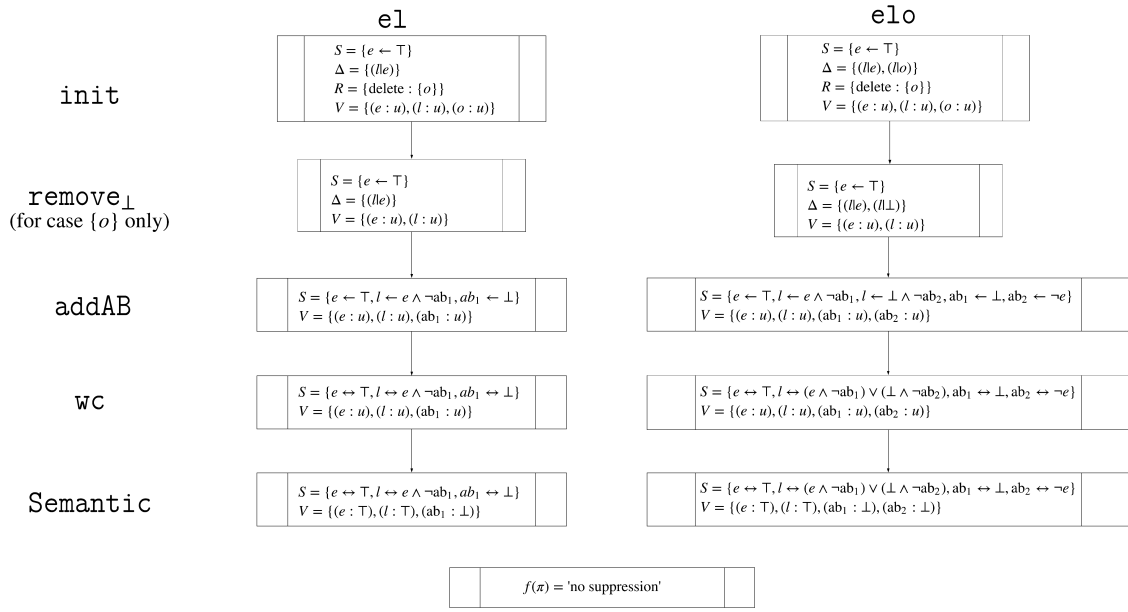 el
elo
init
S = {e ← ⊤}
Δ = {(l|e)}
R = {delete : {o}}
V = {(e : u), (l : u), (o : u)}
S = {e ← ⊤}
Δ = {(l|e), (l|o)}
R = {delete : {o}}
V = {(e : u), (l : u), (o : u)}
remove⊥
(for case {o} only)
S = {e ← ⊤}
Δ = {(l|e)}
V = {(e : u), (l : u)}
S = {e ← ⊤}
Δ = {(l|e), (l|⊥)}
V = {(e : u), (l : u)}
addAB
S = {e ← ⊤, l ← e ∧ ¬ab₁, ab₁ ← ⊥}
V = {(e : u), (l : u), (ab₁ : u)}
S = {e ← ⊤, l ← e ∧ ¬ab₁, l ← ⊥ ∧ ¬ab₂, ab₁ ← ⊥, ab₂ ← ¬e}
V = {(e : u), (l : u), (ab₁ : u), (ab₂ : u)}
wc
S = {e ↔ ⊤, l ↔ e ∧ ¬ab₁, ab₁ ↔ ⊥}
V = {(e : u), (l : u), (ab₁ : u)}
S = {e ↔ ⊤, l ↔ (e ∧ ¬ab₁) ∨ (⊥ ∧ ¬ab₂), ab₁ ↔ ⊥, ab₂ ↔ ¬e}
V = {(e : u), (l : u), (ab₁ : u), (ab₂ : u)}
Semantic
S = {e ↔ ⊤, l ↔ e ∧ ¬ab₁, ab₁ ↔ ⊥}
V = {(e : ⊤), (l : ⊤), (ab₁ : ⊥)}
S = {e ↔ ⊤, l ↔ (e ∧ ¬ab₁) ∨ (⊥ ∧ ¬ab₂), ab₁ ↔ ⊥, ab₂ ↔ ¬e}
V = {(e : ⊤), (l : ⊤), (ab₁ : ⊥), (ab₂ : ⊥)}
f(π) = 'no suppression'